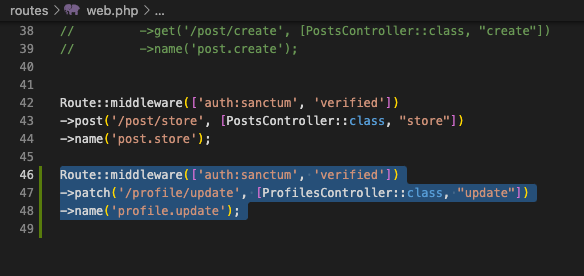 routes > web.php > ...
38 // ->get('/post/create', [PostsController::class, "create"])
39 // ->name('post.create');
40
41
42 Route::middleware(['auth:sanctum', 'verified'])
43 ->post('/post/store', [PostsController::class, "store"])
44 ->name('post.store');
45
46 Route::middleware(['auth:sanctum', 'verified'])
47 ->patch('/profile/update', [ProfilesController::class, "update"])
48 ->name('profile.update');
49